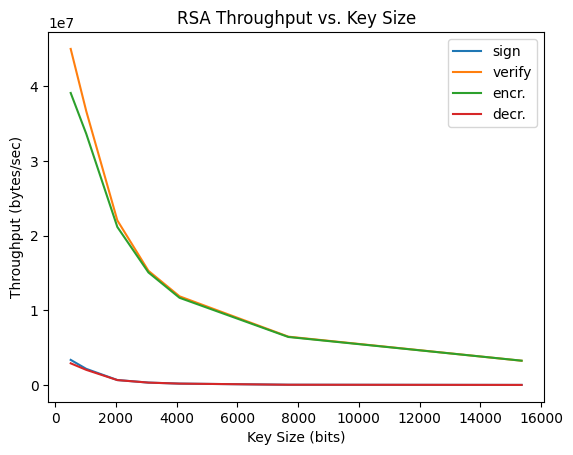 RSA Throughput vs. Key Size
1e7
sign
verify
encr.
decr.
4
3
2
1
0
Throughput (bytes/sec)
0 2000 4000 6000 8000 10000 12000 14000 16000
Key Size (bits)